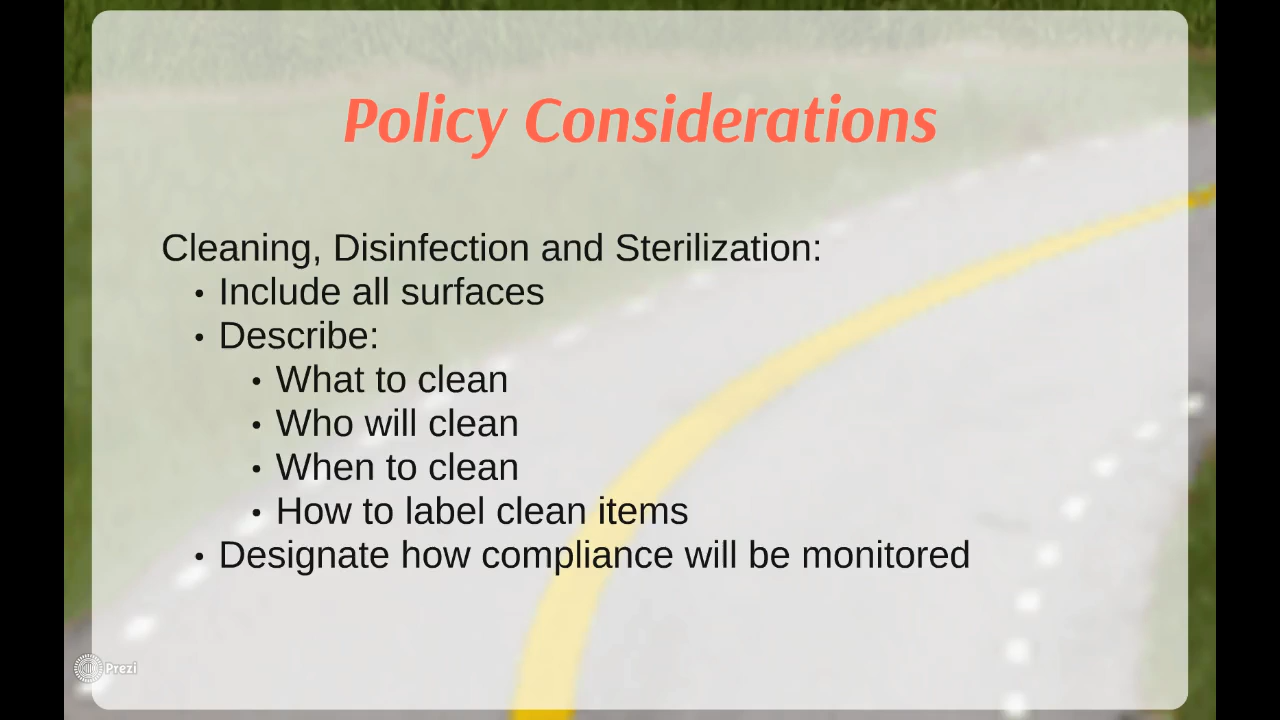 Policy Considerations
Cleaning, Disinfection and Sterilization:
• Include all surfaces
• Describe:
• What to clean
• Who will clean
• When to clean
• How to label clean items
• Designate how compliance will be monitored
Prezi